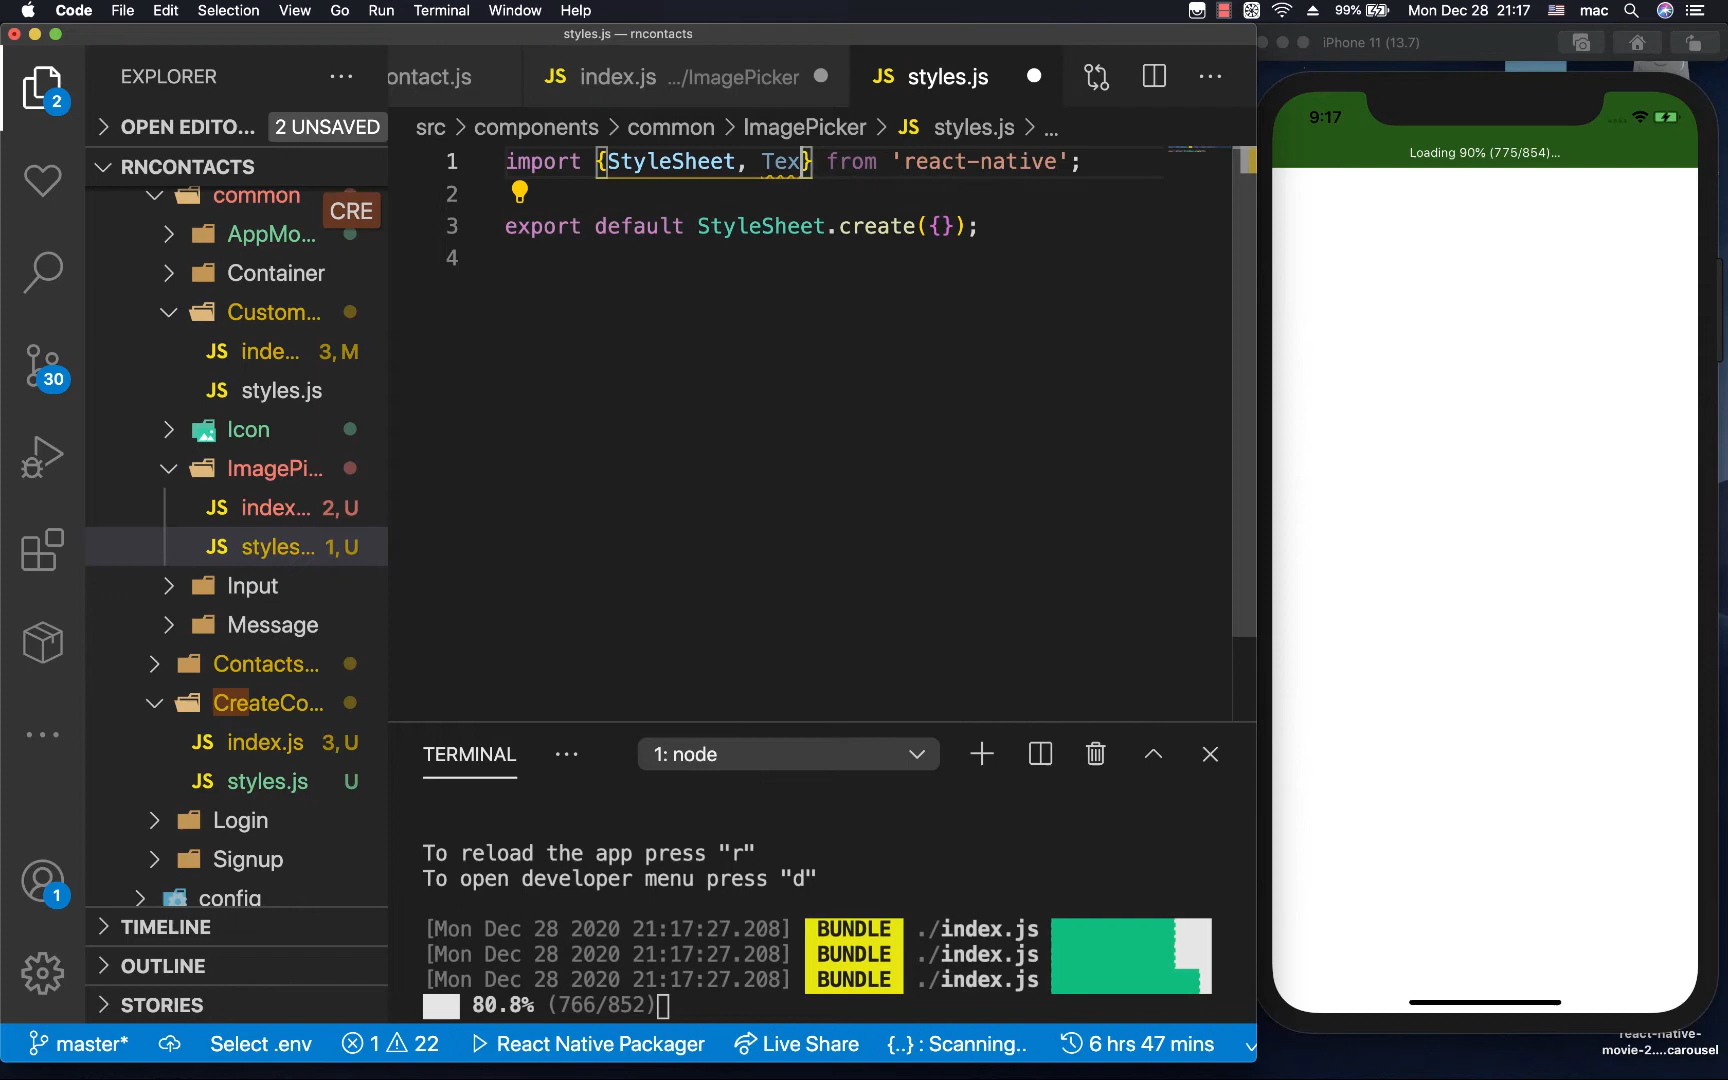 Code File Edit Selection View Go Run Terminal Window Help 99% Mon Dec 28 21:17 mac
styles.js — rncontacts
iPhone 11 (13.7)
EXPLORER
ontact.js
JS index.js .../ImagePicker
JS styles.js
2
OPEN EDITO... 2 UNSAVED
src > components > common > ImagePicker > JS styles.js > ...
RNCONTACTS
common
CRE
AppMo...
Container
Custom...
JS inde... 3, M
JS styles.js
Icon
ImagePi...
JS index... 2, U
JS styles... 1, U
Input
Message
Contacts...
CreateCo...
JS index.js 3, U
JS styles.js U
Login
Signup
config
TIMELINE
OUTLINE
STORIES
30
1
1 import {StyleSheet, Tex} from 'react-native';
2
3 export default StyleSheet.create({});
4
TERMINAL
1: node
To reload the app press "r"
To open developer menu press "d"
[Mon Dec 28 2020 21:17:27.208] BUNDLE ./index.js
[Mon Dec 28 2020 21:17:27.208] BUNDLE ./index.js
[Mon Dec 28 2020 21:17:27.208] BUNDLE ./index.js
80.8% (766/852)
master* Select .env 1 22 React Native Packager Live Share {..} : Scanning.. 6 hrs 47 mins
9:17
Loading 90% (775/854)...
react-native-
movie-2....carousel